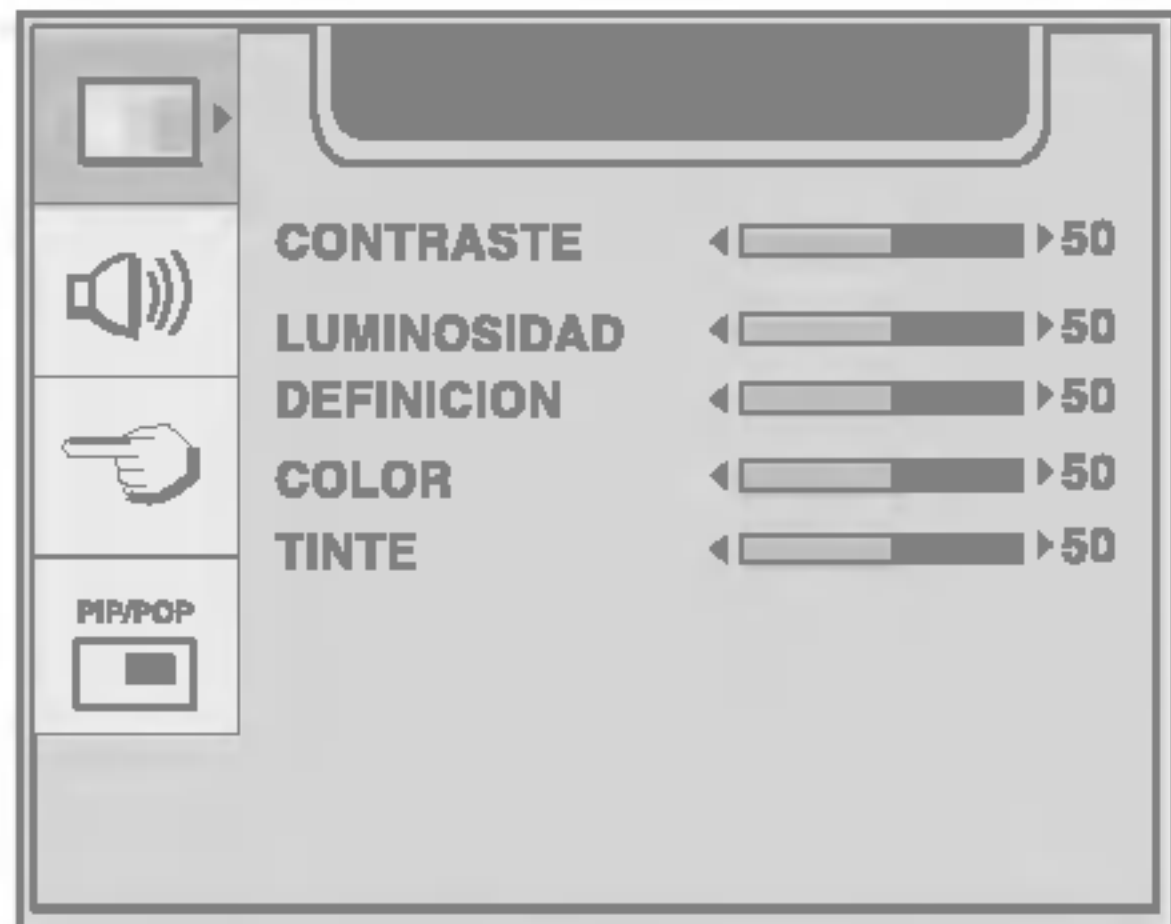 CONTRASTE 50
LUMINOSIDAD 50
DEFINICION 50
COLOR 50
TINTE 50
PIP/POP